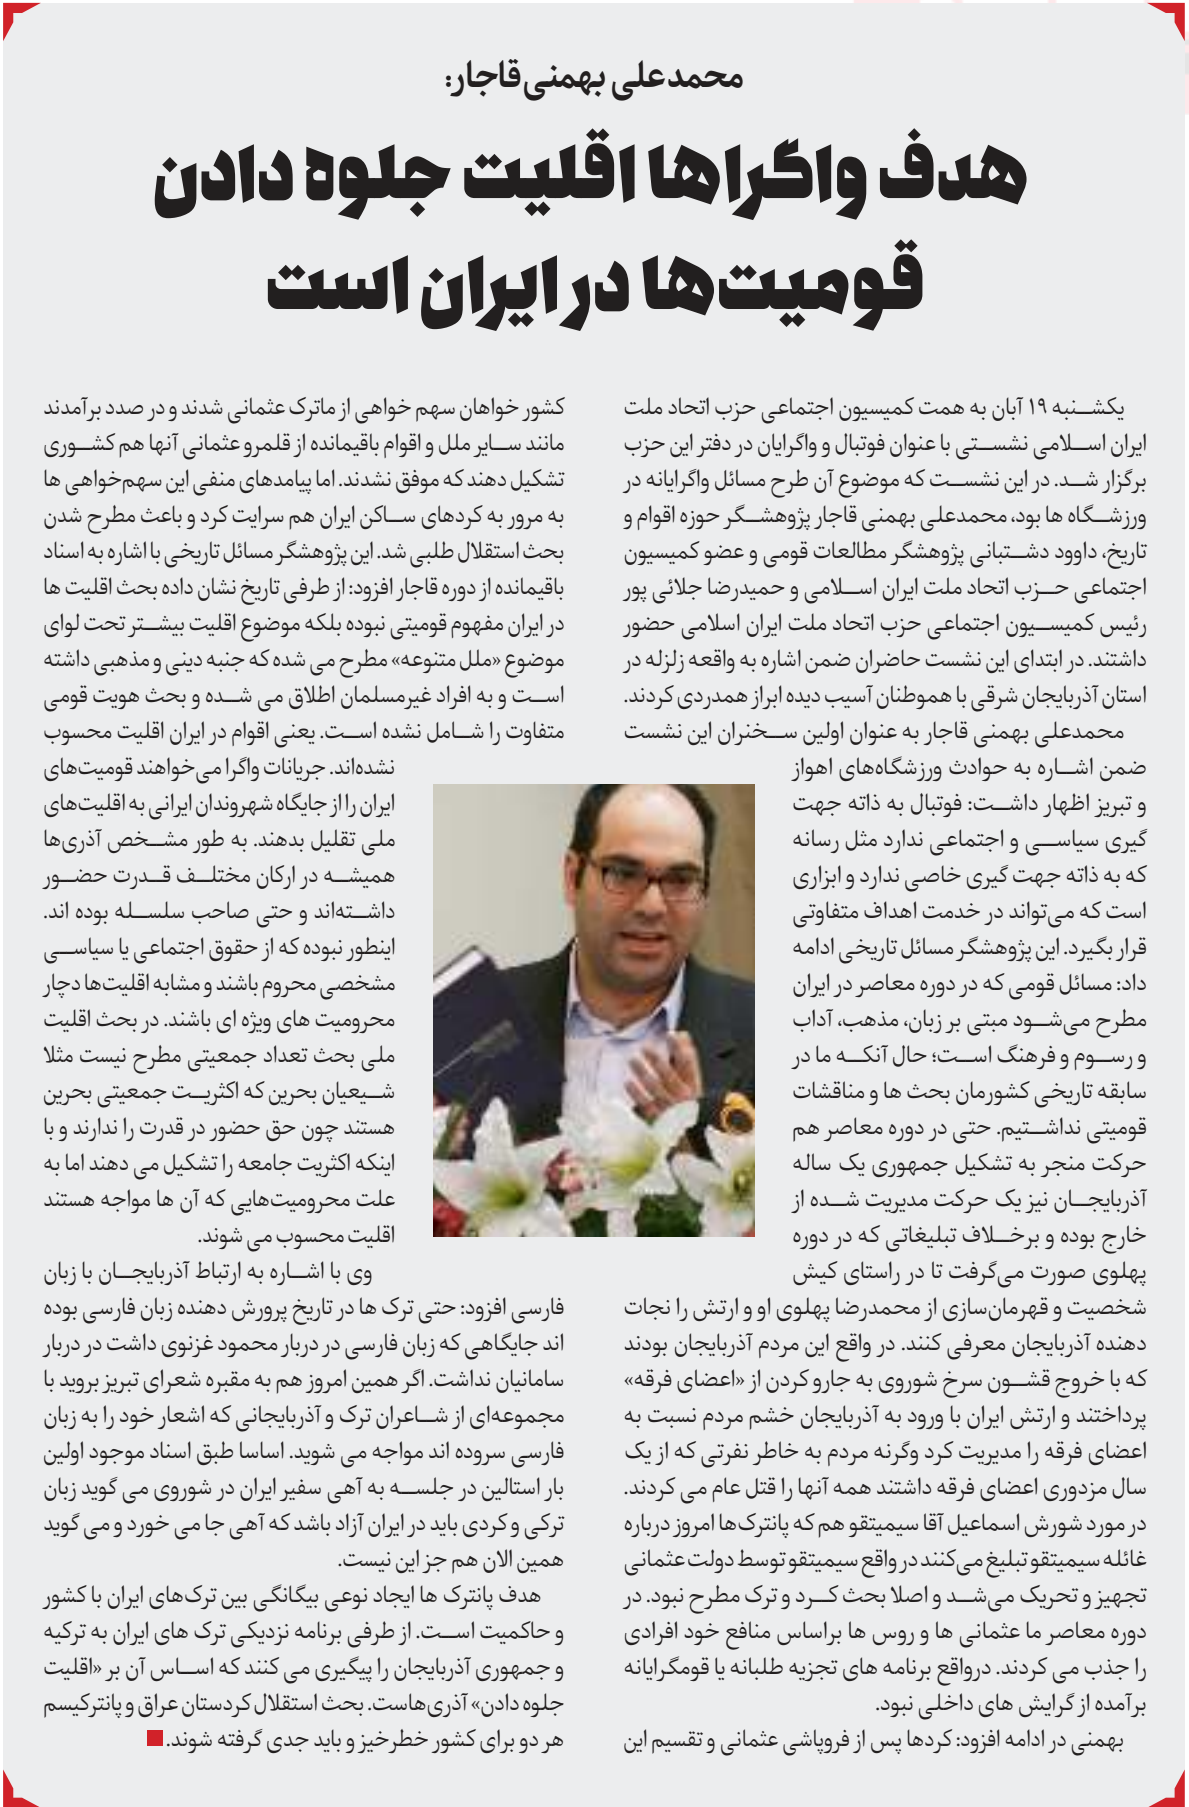 محمدعلی بهمنی‌قاجار:
هدف واگراها اقلیت جلوه دادن
قومیت‌ها در ایران است
یکشنبه ۱۹ آبان به همت کمیسیون اجتماعی حزب اتحاد ملت
ایران اسلامی نشستی با عنوان فوتبال و واگرایان در دفتر این حزب
برگزار شد. در این نشست که موضوع آن طرح مسائل واگرایانه در
ورزشگاه ها بود، محمدعلی بهمنی قاجار پژوهشگر حوزه اقوام و
تاریخ، داوود دشتبانی پژوهشگر مطالعات قومی و عضو کمیسیون
اجتماعی حزب اتحاد ملت ایران اسلامی و حمیدرضا جلائی پور
رئیس کمیسیون اجتماعی حزب اتحاد ملت ایران اسلامی حضور
داشتند. در ابتدای این نشست حاضران ضمن اشاره به واقعه زلزله در
استان آذربایجان شرقی با هموطنان آسیب دیده ابراز همدردی کردند.
محمدعلی بهمنی قاجار به عنوان اولین سخنران این نشست
ضمن اشاره به حوادث ورزشگاه‌های اهواز
و تبریز اظهار داشت: فوتبال به ذاته جهت
گیری سیاسی و اجتماعی ندارد مثل رسانه
که به ذاته جهت گیری خاصی ندارد و ابزاری
است که می‌تواند در خدمت اهداف متفاوتی
قرار بگیرد. این پژوهشگر مسائل تاریخی ادامه
داد: مسائل قومی که در دوره معاصر در ایران
مطرح می‌شود مبتی بر زبان، مذهب، آداب
و رسوم و فرهنگ است؛ حال آنکه ما در
سابقه تاریخی کشورمان بحث ها و مناقشات
قومیتی نداشتیم. حتی در دوره معاصر هم
حرکت منجر به تشکیل جمهوری یک ساله
آذربایجان نیز یک حرکت مدیریت شده از
خارج بوده و برخلاف تبلیغاتی که در دوره
پهلوی صورت می‌گرفت تا در راستای کیش
شخصیت و قهرمان‌سازی از محمدرضا پهلوی او و ارتش را نجات
دهنده آذربایجان معرفی کنند. در واقع این مردم آذربایجان بودند
که با خروج قشون سرخ شوروی به جارو کردن از «اعضای فرقه»
پرداختند و ارتش ایران با ورود به آذربایجان خشم مردم نسبت به
اعضای فرقه را مدیریت کرد وگرنه مردم به خاطر نفرتی که از یک
سال مزدوری اعضای فرقه داشتند همه آنها را قتل عام می کردند.
در مورد شورش اسماعیل آقا سیمیتقو هم که پانترک‌ها امروز درباره
غائله سیمیتقو تبلیغ می‌کنند در واقع سیمیتقو توسط دولت عثمانی
تجهیز و تحریک می‌شد و اصلا بحث کرد و ترک مطرح نبود. در
دوره معاصر ما عثمانی ها و روس ها براساس منافع خود افرادی
را جذب می کردند. درواقع برنامه های تجزیه طلبانه یا قومگرایانه
برآمده از گرایش های داخلی نبود.
بهمنی در ادامه افزود: کردها پس از فروپاشی عثمانی و تقسیم این
کشور خواهان سهم خواهی از ماترک عثمانی شدند و در صدد برآمدند
مانند سایر ملل و اقوام باقیمانده از قلمرو عثمانی آنها هم کشوری
تشکیل دهند که موفق نشدند. اما پیامدهای منفی این سهم‌خواهی ها
به مرور به کردهای ساکن ایران هم سرایت کرد و باعث مطرح شدن
بحث استقلال طلبی شد. این پژوهشگر مسائل تاریخی با اشاره به اسناد
باقیمانده از دوره قاجار افزود: از طرفی تاریخ نشان داده بحث اقلیت ها
در ایران مفهوم قومیتی نبوده بلکه موضوع اقلیت بیشتر تحت لوای
موضوع «ملل متنوعه» مطرح می شده که جنبه دینی و مذهبی داشته
است و به افراد غیرمسلمان اطلاق می شده و بحث هویت قومی
متفاوت را شامل نشده است. یعنی اقوام در ایران اقلیت محسوب
نشده‌اند. جریانات واگرا می‌خواهند قومیت‌های
ایران را از جایگاه شهروندان ایرانی به اقلیت‌های
ملی تقلیل بدهند. به طور مشخص آذری‌ها
همیشه در ارکان مختلف قدرت حضور
داشته‌اند و حتی صاحب سلسله بوده اند.
اینطور نبوده که از حقوق اجتماعی یا سیاسی
مشخصی محروم باشند و مشابه اقلیت‌ها دچار
محرومیت های ویژه ای باشند. در بحث اقلیت
ملی بحث تعداد جمعیتی مطرح نیست مثلا
شیعیان بحرین که اکثریت جمعیتی بحرین
هستند چون حق حضور در قدرت را ندارند و با
اینکه اکثریت جامعه را تشکیل می دهند اما به
علت محرومیت‌هایی که آن ها مواجه هستند
اقلیت محسوب می شوند.
وی با اشاره به ارتباط آذربایجان با زبان
فارسی افزود: حتی ترک ها در تاریخ پرورش دهنده زبان فارسی بوده
اند جایگاهی که زبان فارسی در دربار محمود غزنوی داشت در دربار
سامانیان نداشت. اگر همین امروز هم به مقبره شعرای تبریز بروید با
مجموعه‌ای از شاعران ترک و آذربایجانی که اشعار خود را به زبان
فارسی سروده اند مواجه می شوید. اساسا طبق اسناد موجود اولین
بار استالین در جلسه به آهی سفیر ایران در شوروی می گوید زبان
ترکی و کردی باید در ایران آزاد باشد که آهی جا می خورد و می گوید
همین الان هم جز این نیست.
هدف پانترک ها ایجاد نوعی بیگانگی بین ترک‌های ایران با کشور
و حاکمیت است. از طرفی برنامه نزدیکی ترک های ایران به ترکیه
و جمهوری آذربایجان را پیگیری می کنند که اساس آن بر «اقلیت
جلوه دادن» آذری‌هاست. بحث استقلال کردستان عراق و پانترکیسم
هر دو برای کشور خطرخیز و باید جدی گرفته شوند.